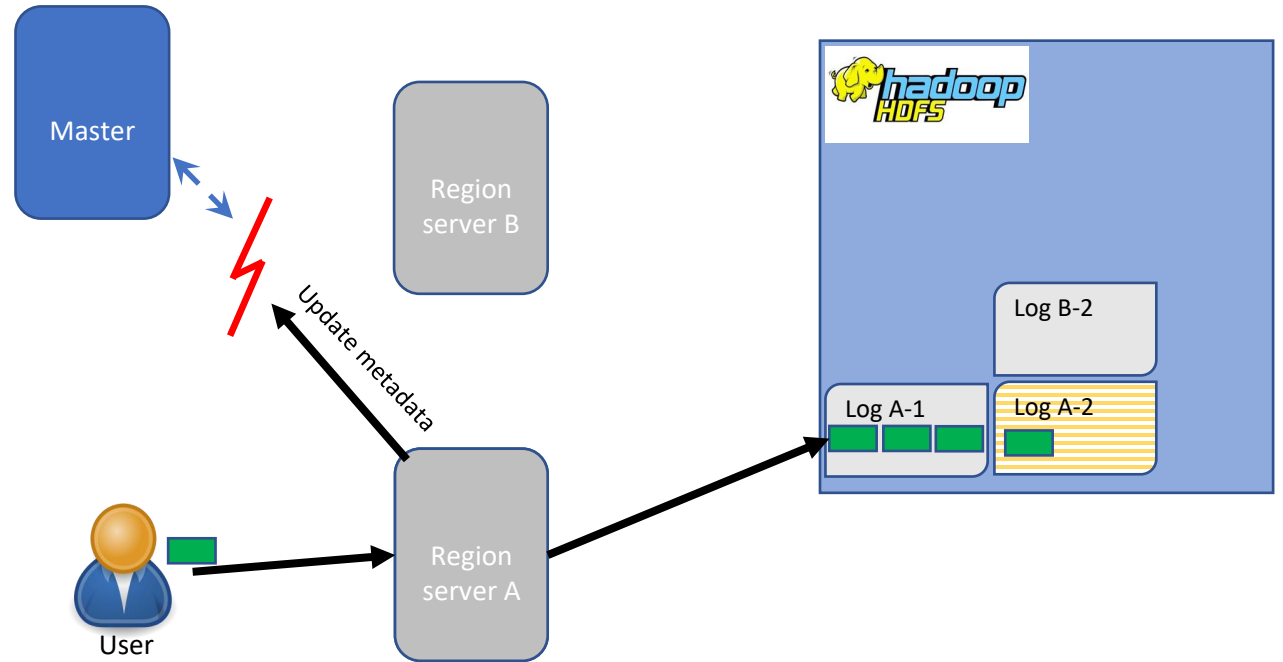 Master
Region
server B
hadoop
HDFS
Update metadata
Log B-2
Log A-1
Log A-2
Region
server A
User